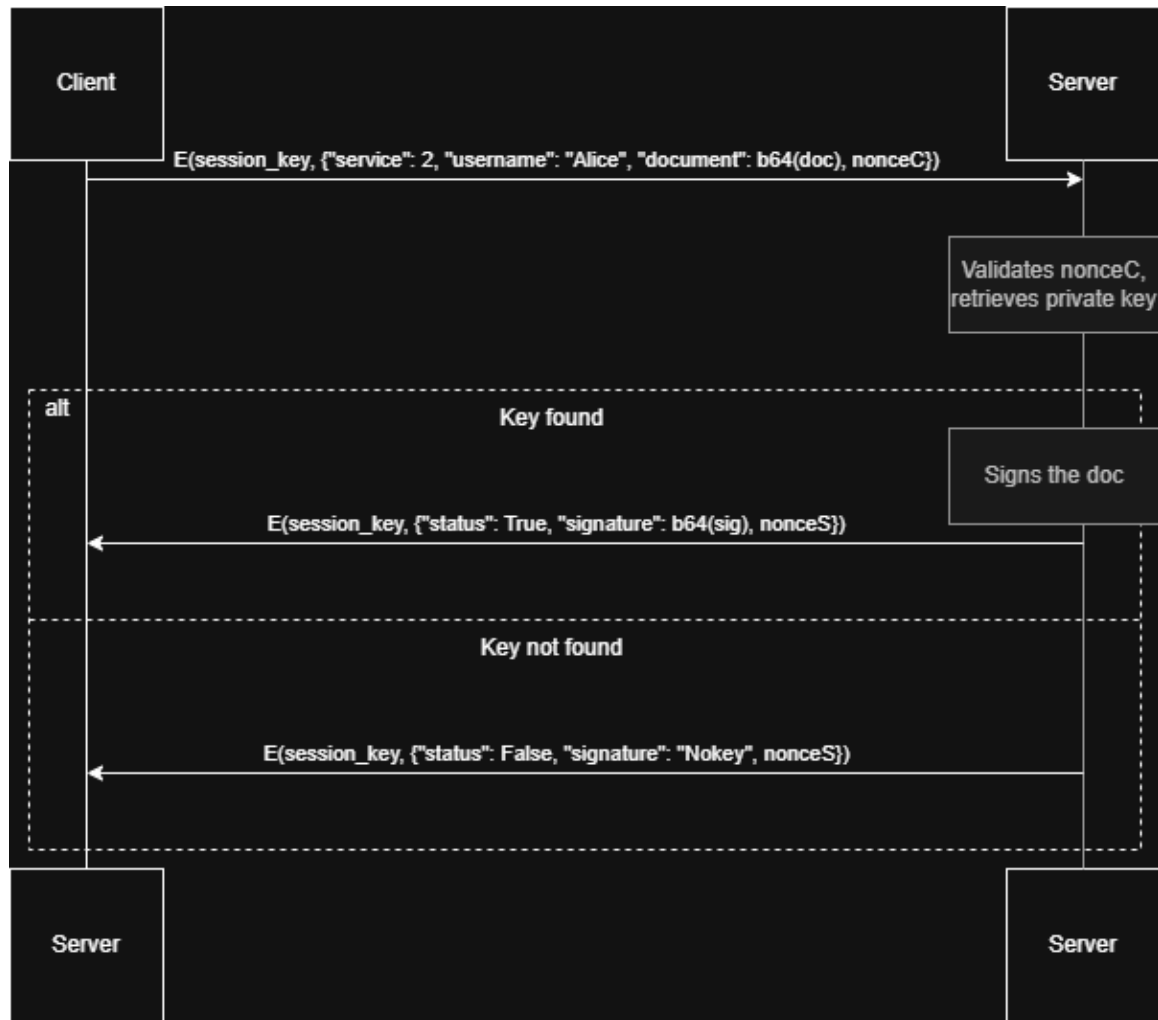 Client
Server
E(session_key, {"service": 2, "username": "Alice", "document": b64(doc), nonceC})
Validates nonceC,
retrieves private key
alt
Key found
Signs the doc
E(session_key, {"status": True, "signature": b64(sig), nonceS})
Key not found
E(session_key, {"status": False, "signature": "Nokey", nonceS})
Server
Server